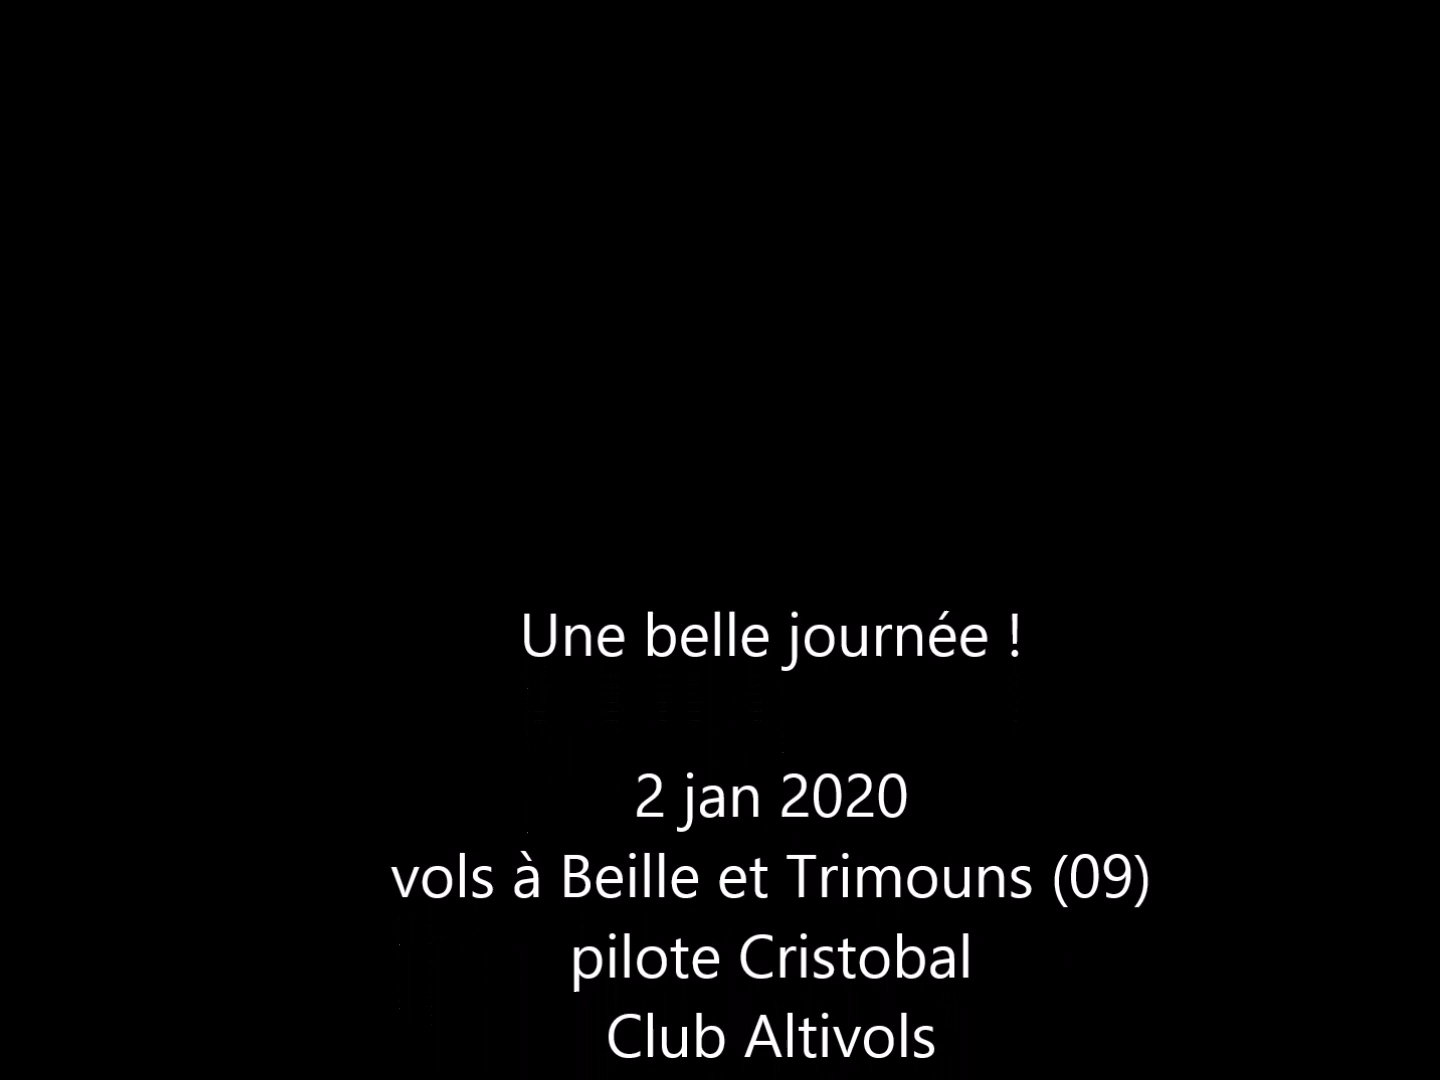 Une belle journée !
2 jan 2020
vols à Beille et Trimouns (09)
pilote Cristobal
Club Altivols